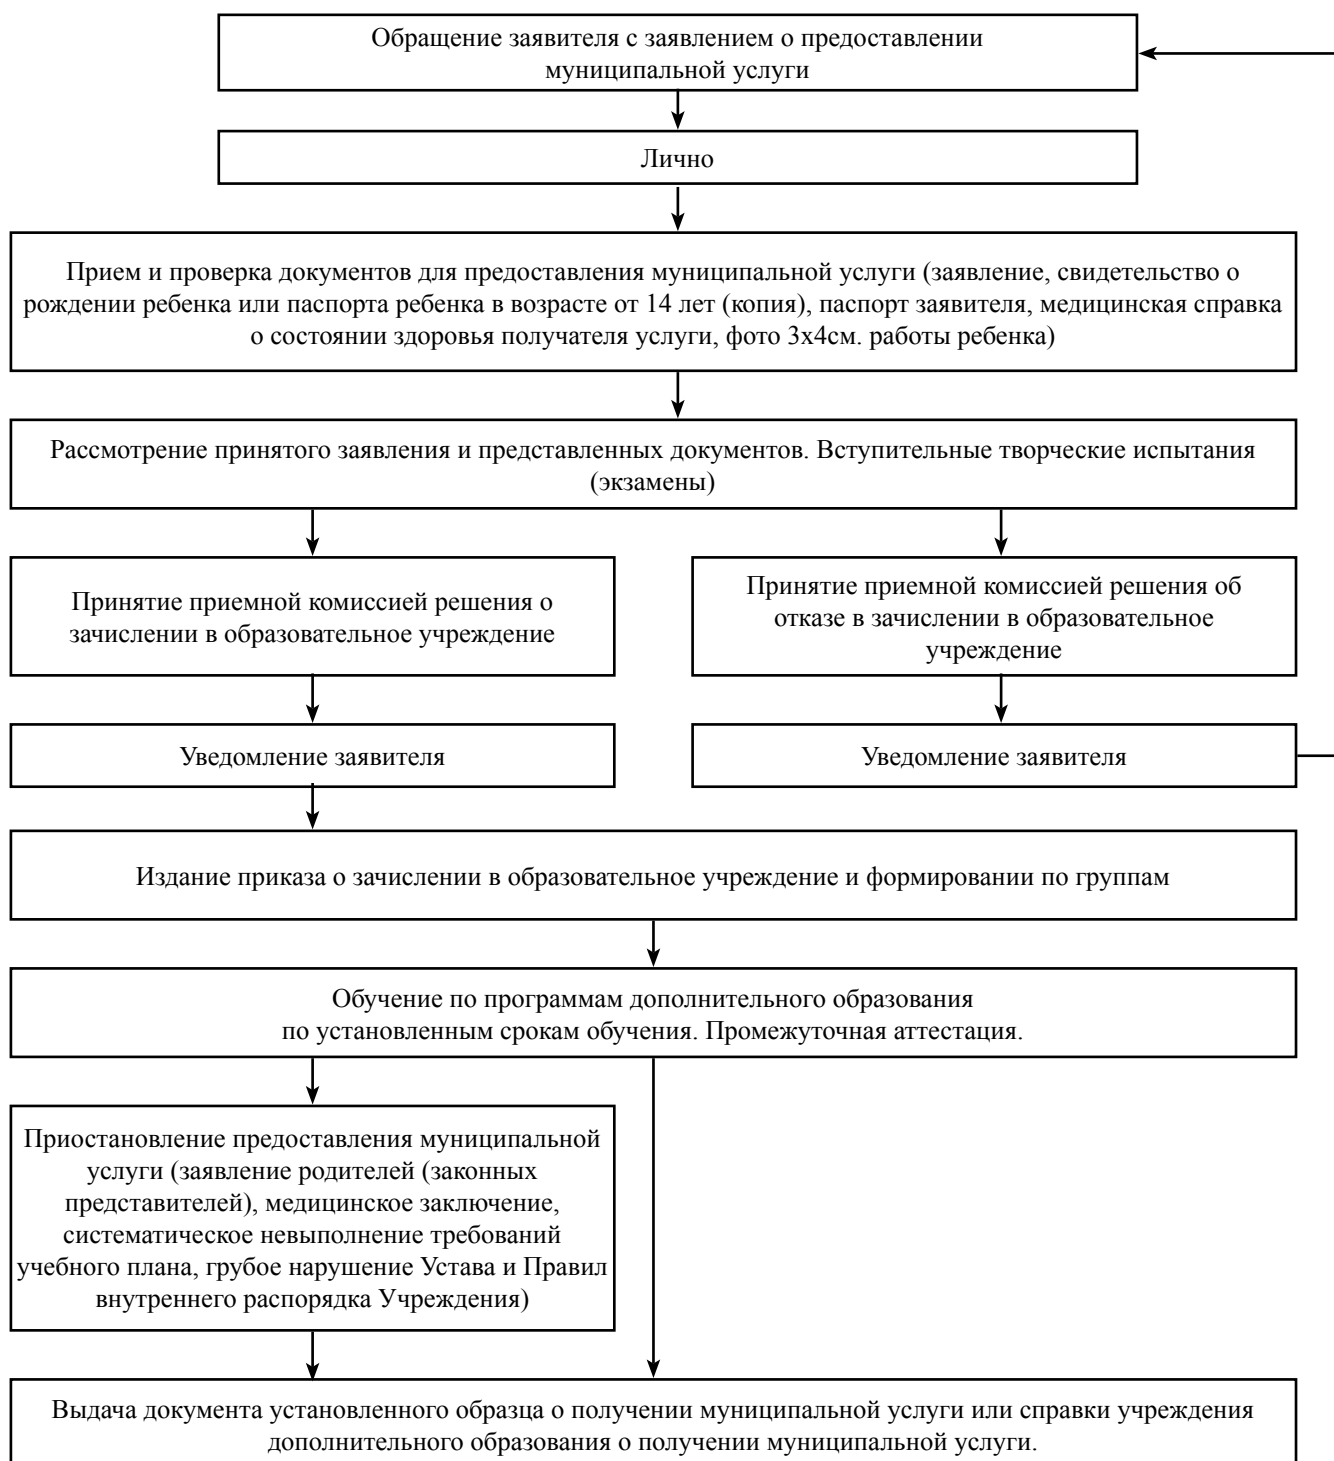 Обращение заявителя с заявлением о предоставлении
муниципальной услуги
Лично
Прием и проверка документов для предоставления муниципальной услуги (заявление, свидетельство о
рождении ребенка или паспорта ребенка в возрасте от 14 лет (копия), паспорт заявителя, медицинская справка
о состоянии здоровья получателя услуги, фото 3х4см. работы ребенка)
Рассмотрение принятого заявления и представленных документов. Вступительные творческие испытания
(экзамены)
Принятие приемной комиссией решения о
зачислении в образовательное учреждение
Принятие приемной комиссией решения об
отказе в зачислении в образовательное
учреждение
Уведомление заявителя
Уведомление заявителя
Издание приказа о зачислении в образовательное учреждение и формировании по группам
Обучение по программам дополнительного образования
по установленным срокам обучения. Промежуточная аттестация.
Приостановление предоставления муниципальной
услуги (заявление родителей (законных
представителей), медицинское заключение,
систематическое невыполнение требований
учебного плана, грубое нарушение Устава и Правил
внутреннего распорядка Учреждения)
Выдача документа установленного образца о получении муниципальной услуги или справки учреждения
дополнительного образования о получении муниципальной услуги.